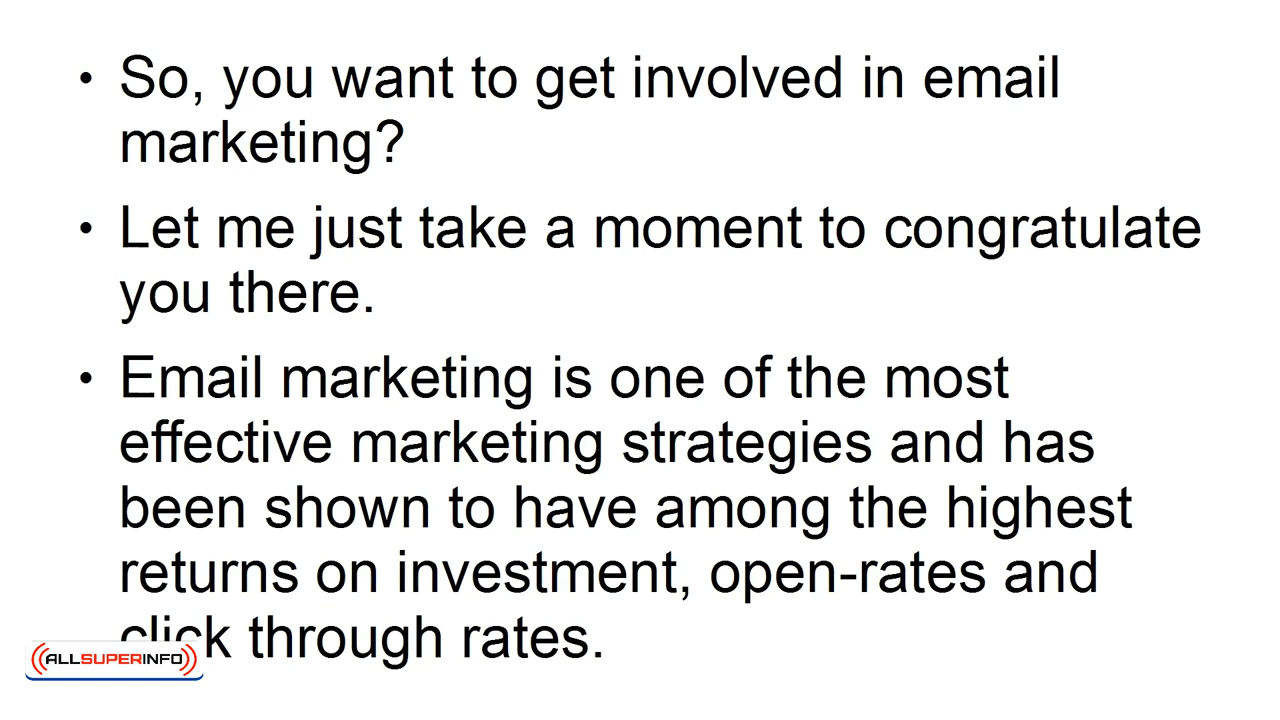 • So, you want to get involved in email
marketing?
• Let me just take a moment to congratulate
you there.
• Email marketing is one of the most
effective marketing strategies and has
been shown to have among the highest
returns on investment, open-rates and
click through rates.
ALLSUPERINFO